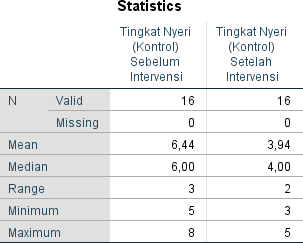 Statistics
Tingkat Nyeri Tingkat Nyeri
(Kontrol) (Kontrol)
Sebelum Setelah
Intervensi Intervensi
N Valid 16 16
Missing 0 0
Mean 6,44 3,94
Median 6,00 4,00
Range 3 2
Minimum 5 3
Maximum 8 5